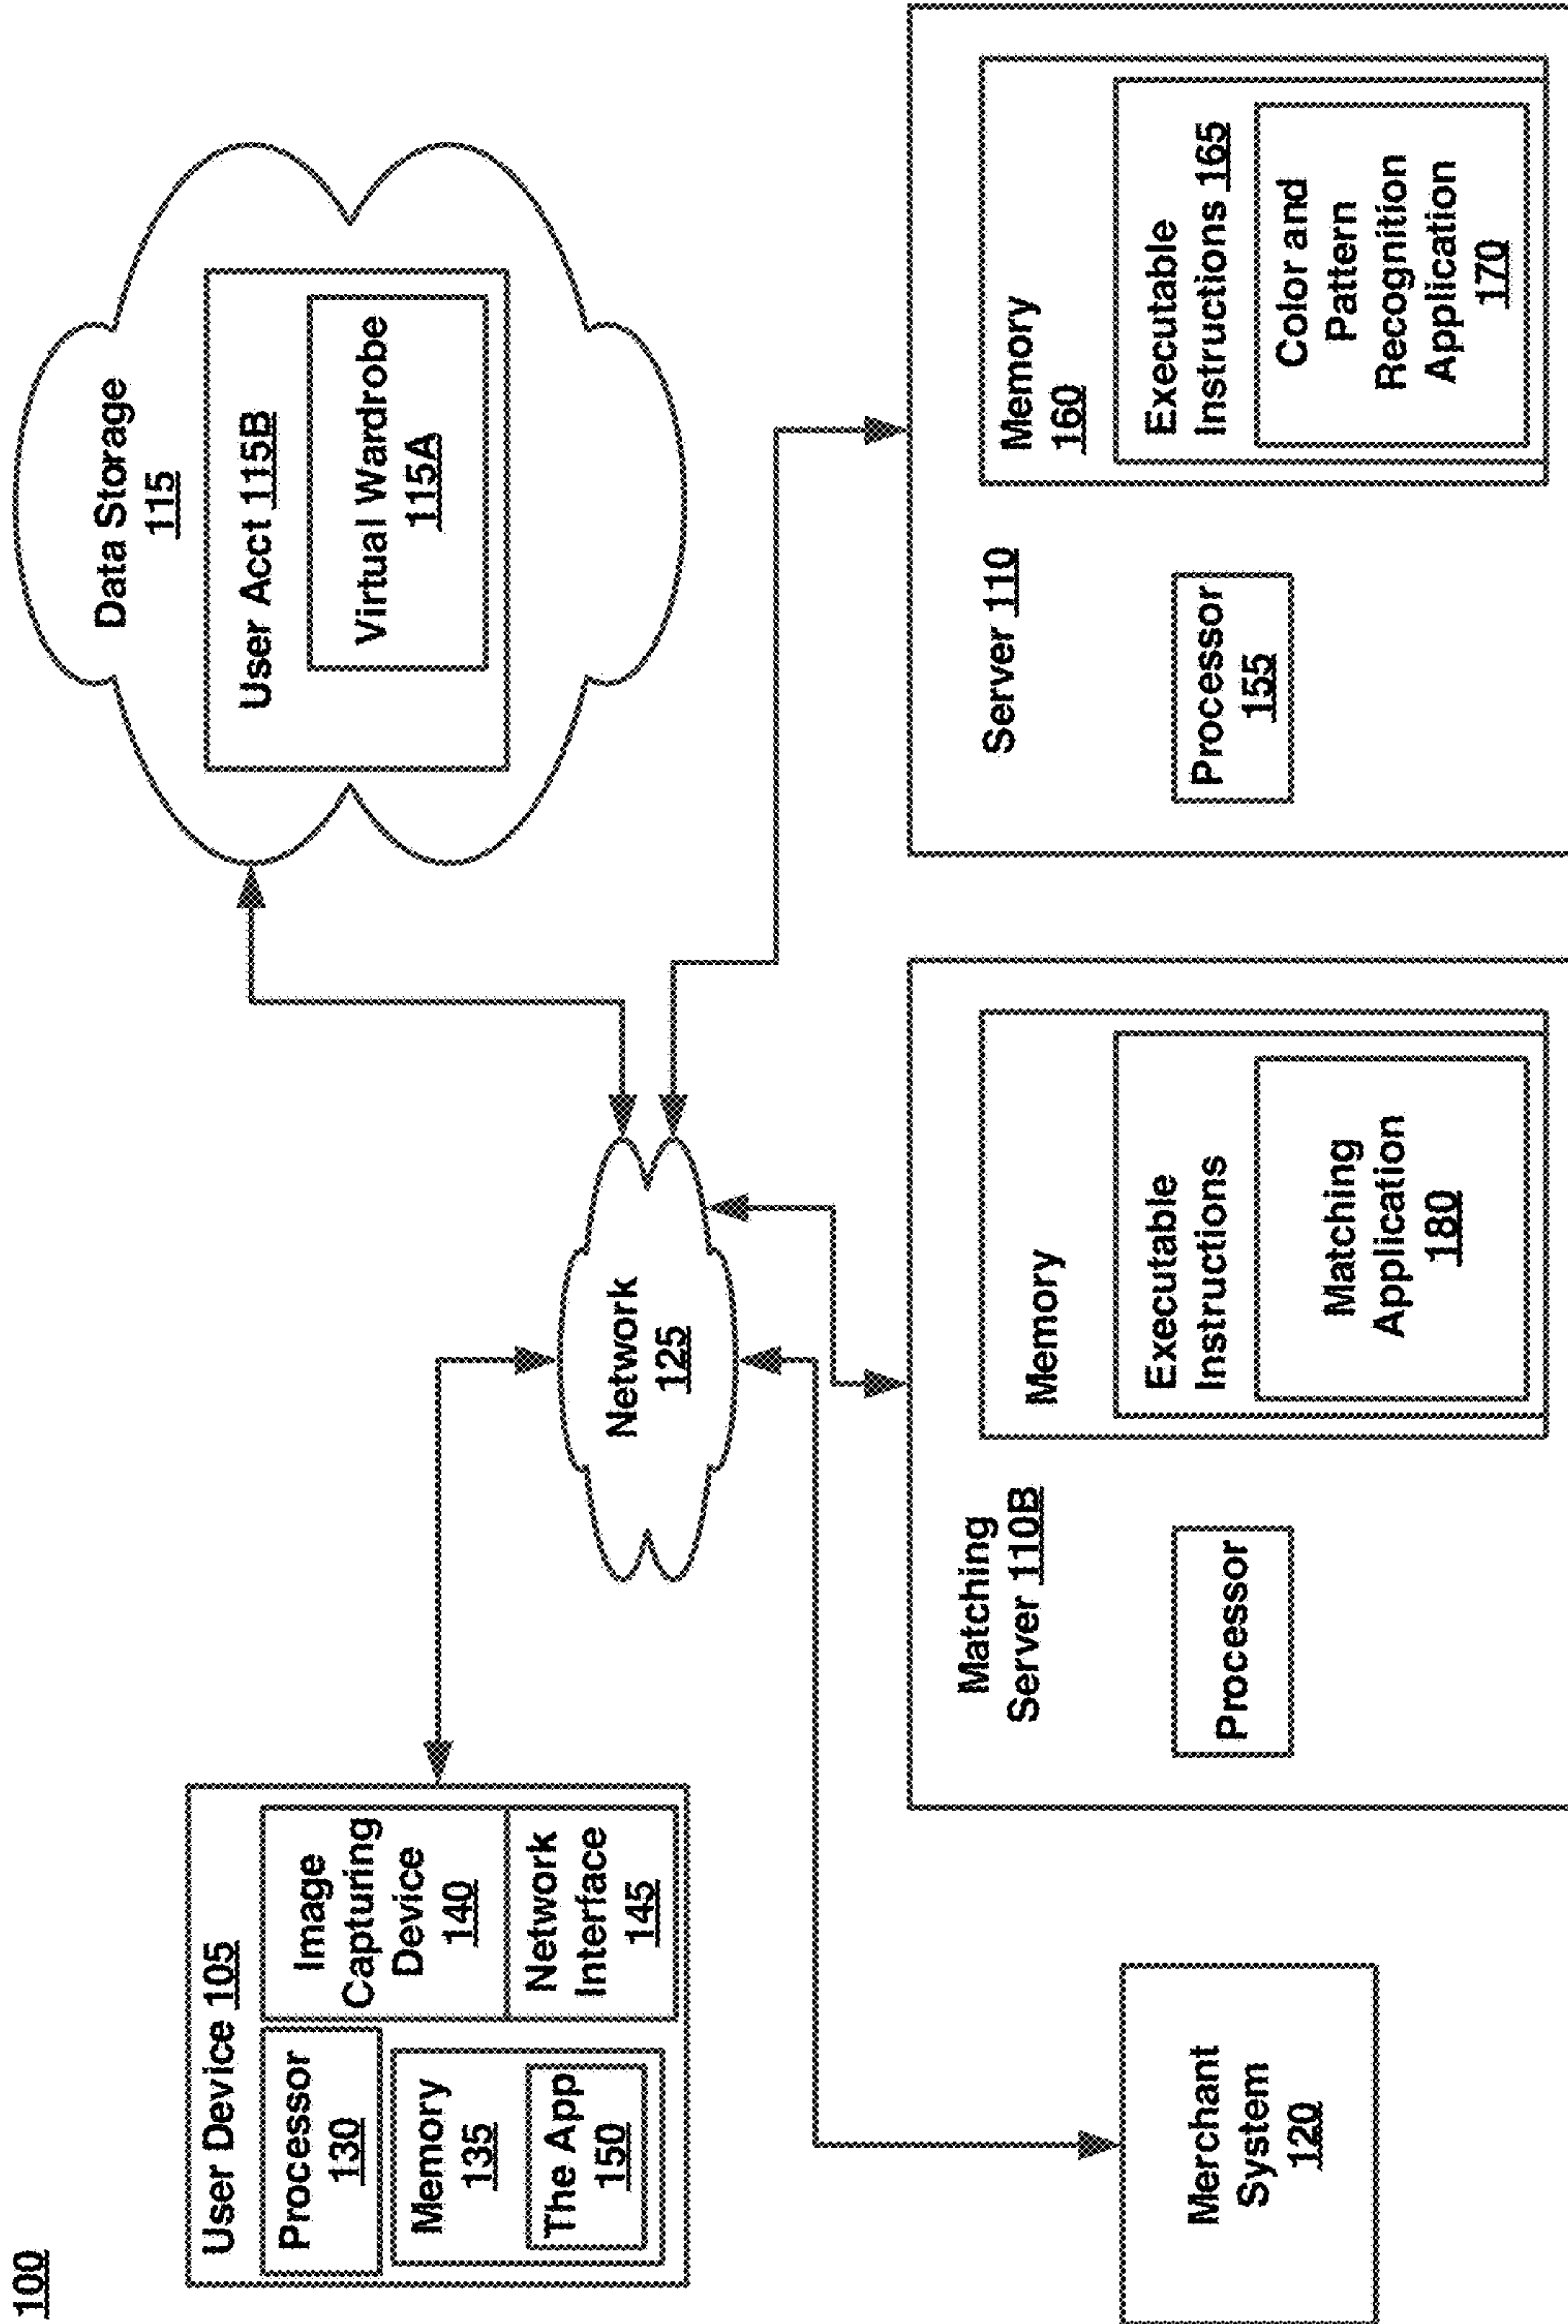 100
User Device 105
Processor
130
Memory
135
The App
150
Image
Capturing
Device
140
Network
Interface
145
Data Storage
115
User Acct 115B
Virtual Wardrobe
115A
Network
125
Merchant
System
120
Matching
Server 110B
Processor
Memory
Executable
Instructions
Matching
Application
180
Server 110
Processor
155
Memory
160
Executable
Instructions 165
Color and
Pattern
Recognition
Application
170